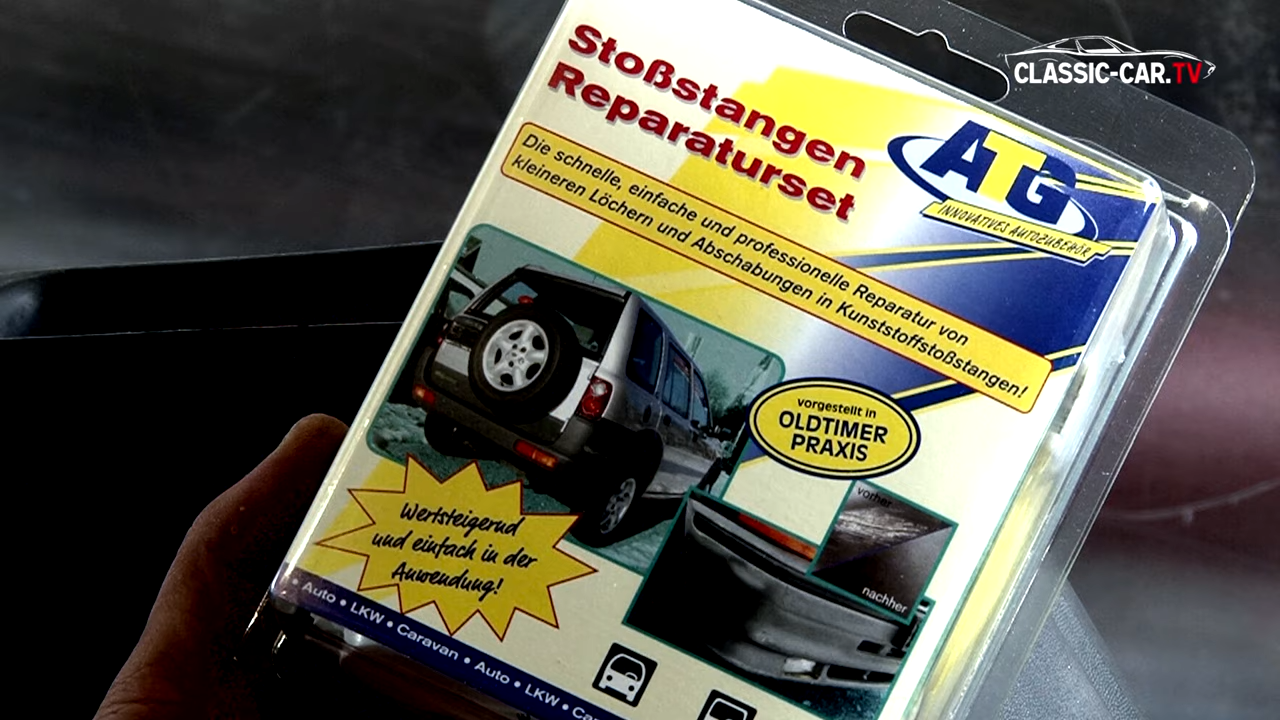 CLASSIC-CAR.TV
Stoßstangen
Reparaturset
ATG
INNOVATIVES AUTOZUBEHÖR
Die schnelle, einfache und professionelle Reparatur von
kleineren Löchern und Abschabungen in Kunststoffstoßstangen!
vorgestellt in
OLDTIMER
PRAXIS
vorher
nachher
Wertsteigernd
und einfach in der
Anwendung!
• Auto • LKW • Caravan • Auto • LKW •